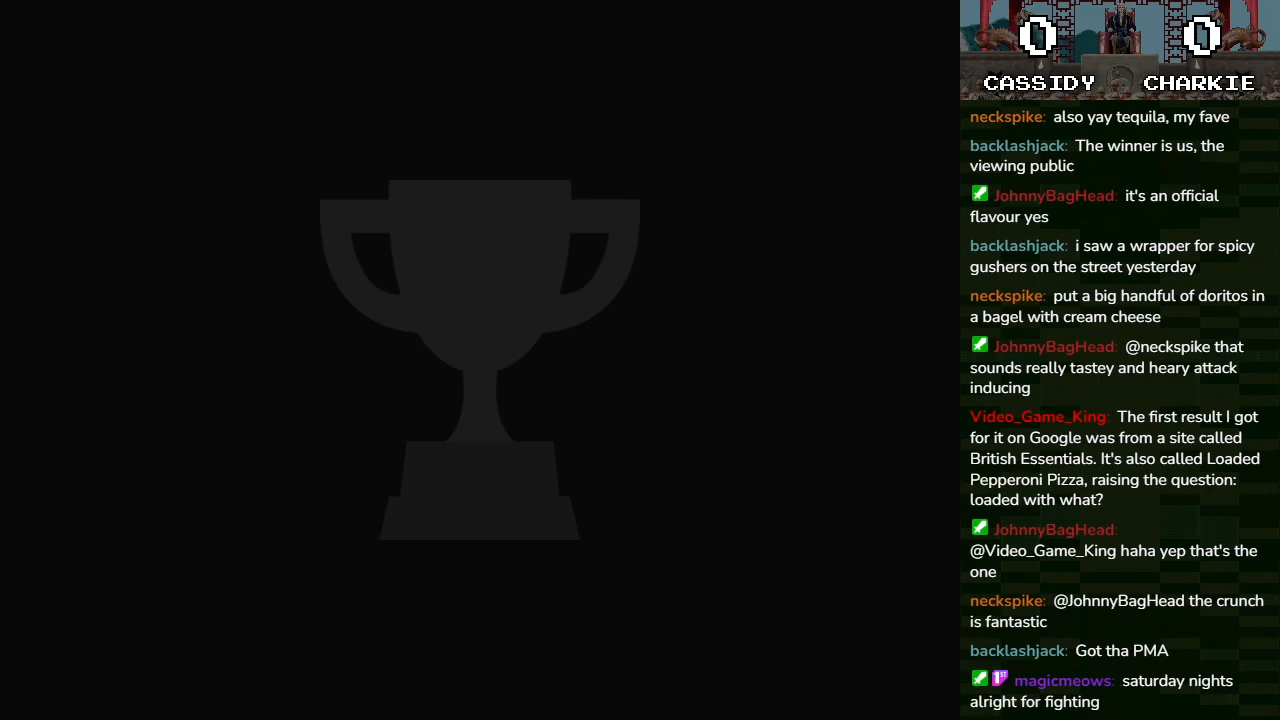 0 0
CASSIDY CHARKIE
neckspike: also yay tequila, my fave
backlashjack: The winner is us, the
viewing public
JohnnyBagHead: it's an official
flavour yes
backlashjack: i saw a wrapper for spicy
gushers on the street yesterday
neckspike: put a big handful of doritos in
a bagel with cream cheese
JohnnyBagHead: @neckspike that
sounds really tastey and heary attack
inducing
Video_Game_King: The first result I got
for it on Google was from a site called
British Essentials. It's also called Loaded
Pepperoni Pizza, raising the question:
loaded with what?
JohnnyBagHead:
@Video_Game_King haha yep that's the
one
neckspike: @JohnnyBagHead the crunch
is fantastic
backlashjack: Got tha PMA
1ST magicmeows: saturday nights
alright for fighting